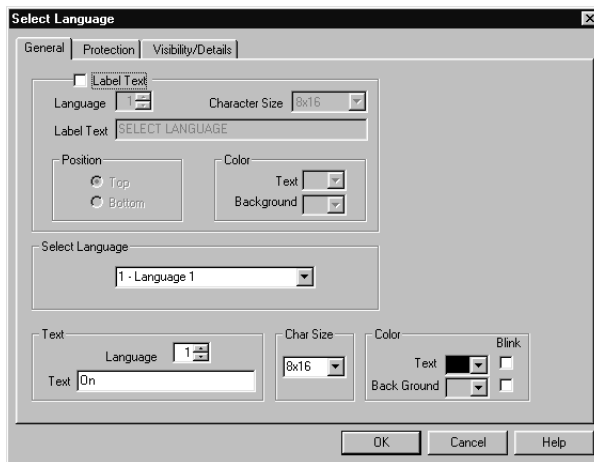 Select Language
General Protection Visibility/Details
Label Text
Language 1 Character Size 8x16
Label Text SELECT LANGUAGE
Position Color
Top Text
Bottom Background
Select Language
1 - Language 1
Text Char Size Color Blink
Language 1 8x16 Text
Text On Back Ground
OK Cancel Help